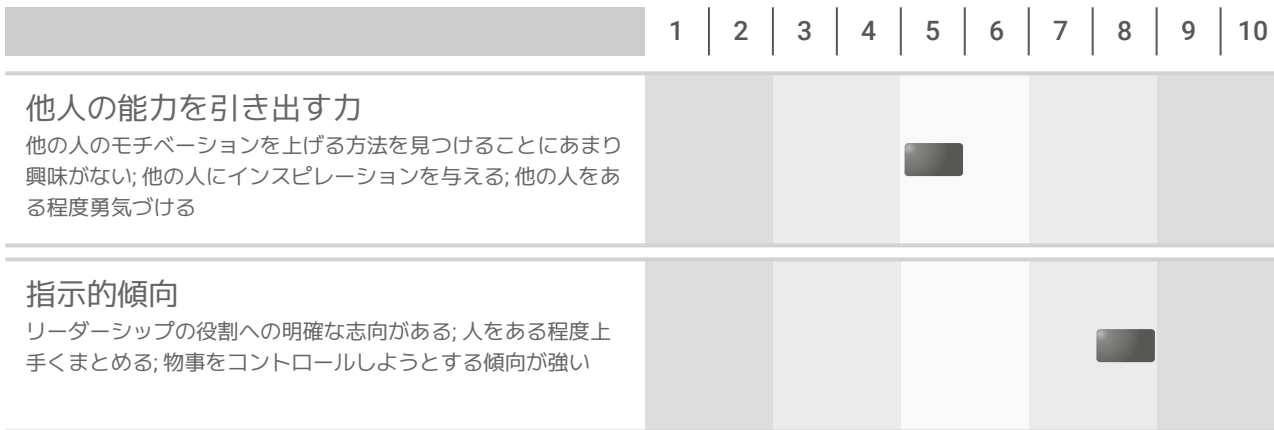 1 2 3 4 5 6 7 8 9 10
他人の能力を引き出す力
他の人のモチベーションを上げる方法を見つけることにあまり
興味がない; 他の人にインスピレーションを与える; 他の人をあ
る程度勇気づける
指示的傾向
リーダーシップの役割への明確な志向がある; 人をある程度上
手くまとめる; 物事をコントロールしようとする傾向が強い